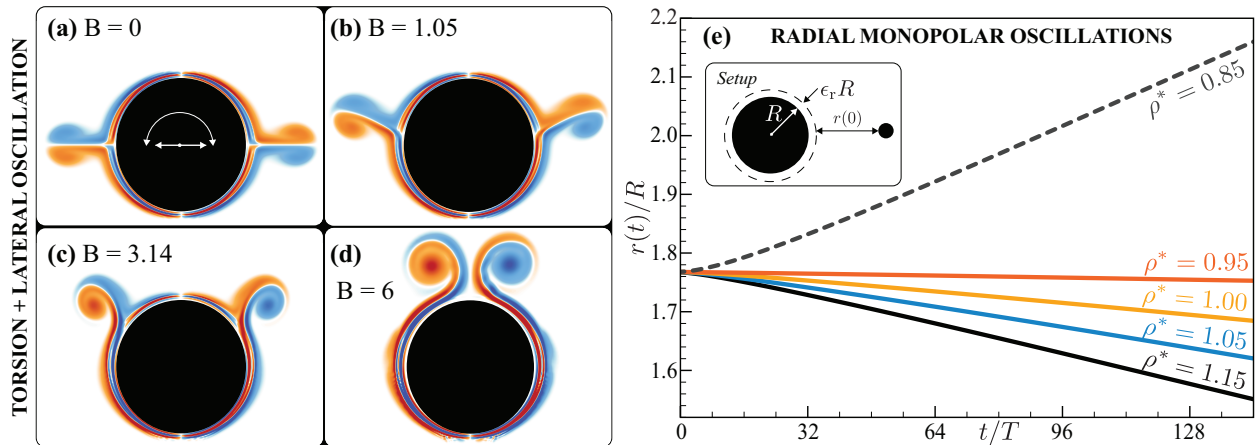 TORSION + LATERAL OSCILLATION
(a) B = 0
(b) B = 1.05
(c) B = 3.14
(d)
B = 6
(e) RADIAL MONOPOLAR OSCILLATIONS
Setup
ϵᵣR
R
r(0)
r(t)/R
2.2
2.1
2.0
1.9
1.8
1.7
1.6
ρ* = 0.85
ρ* = 0.95
ρ* = 1.00
ρ* = 1.05
ρ* = 1.15
0 32 64 t/T 96 128